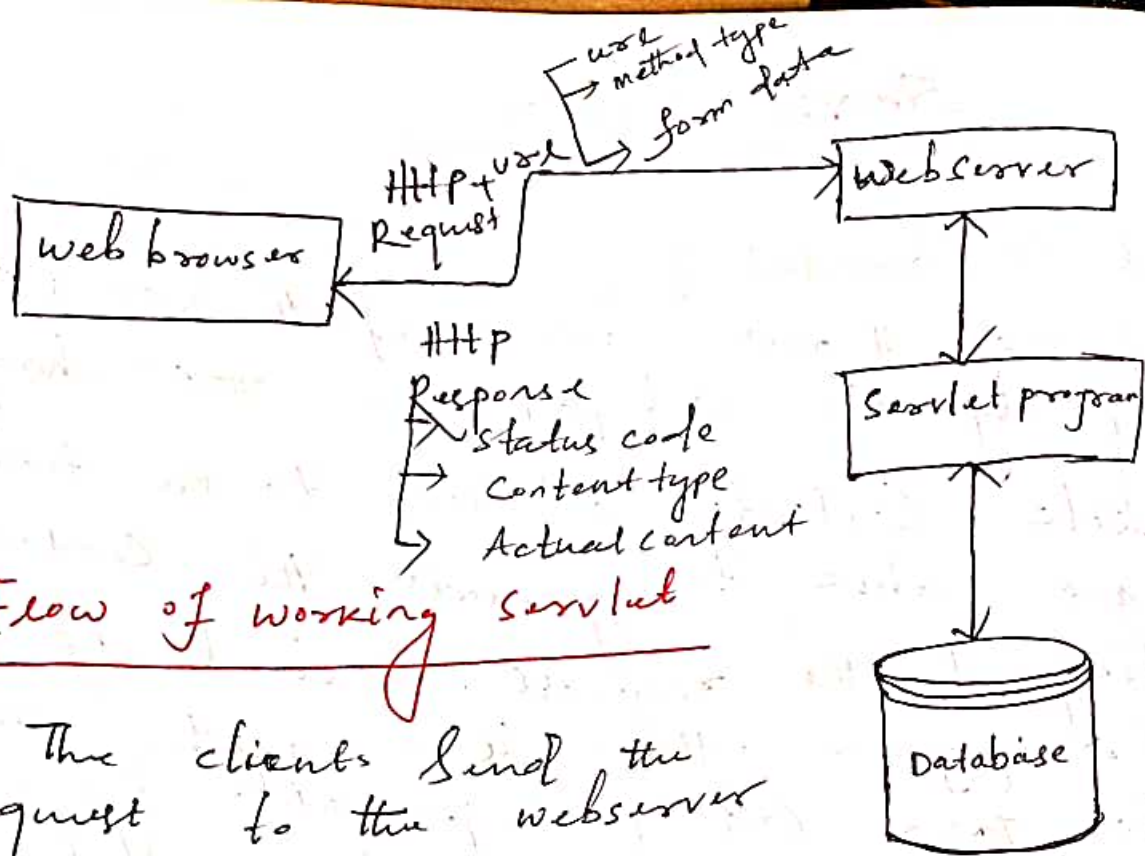 url
method type
form data
HTTP + url
Request
Webserver
web browser
HTTP
Response
Status code
Content type
Actual content
Servlet program
Flow of working servlet
The clients Send the
quest to the webserver
Database